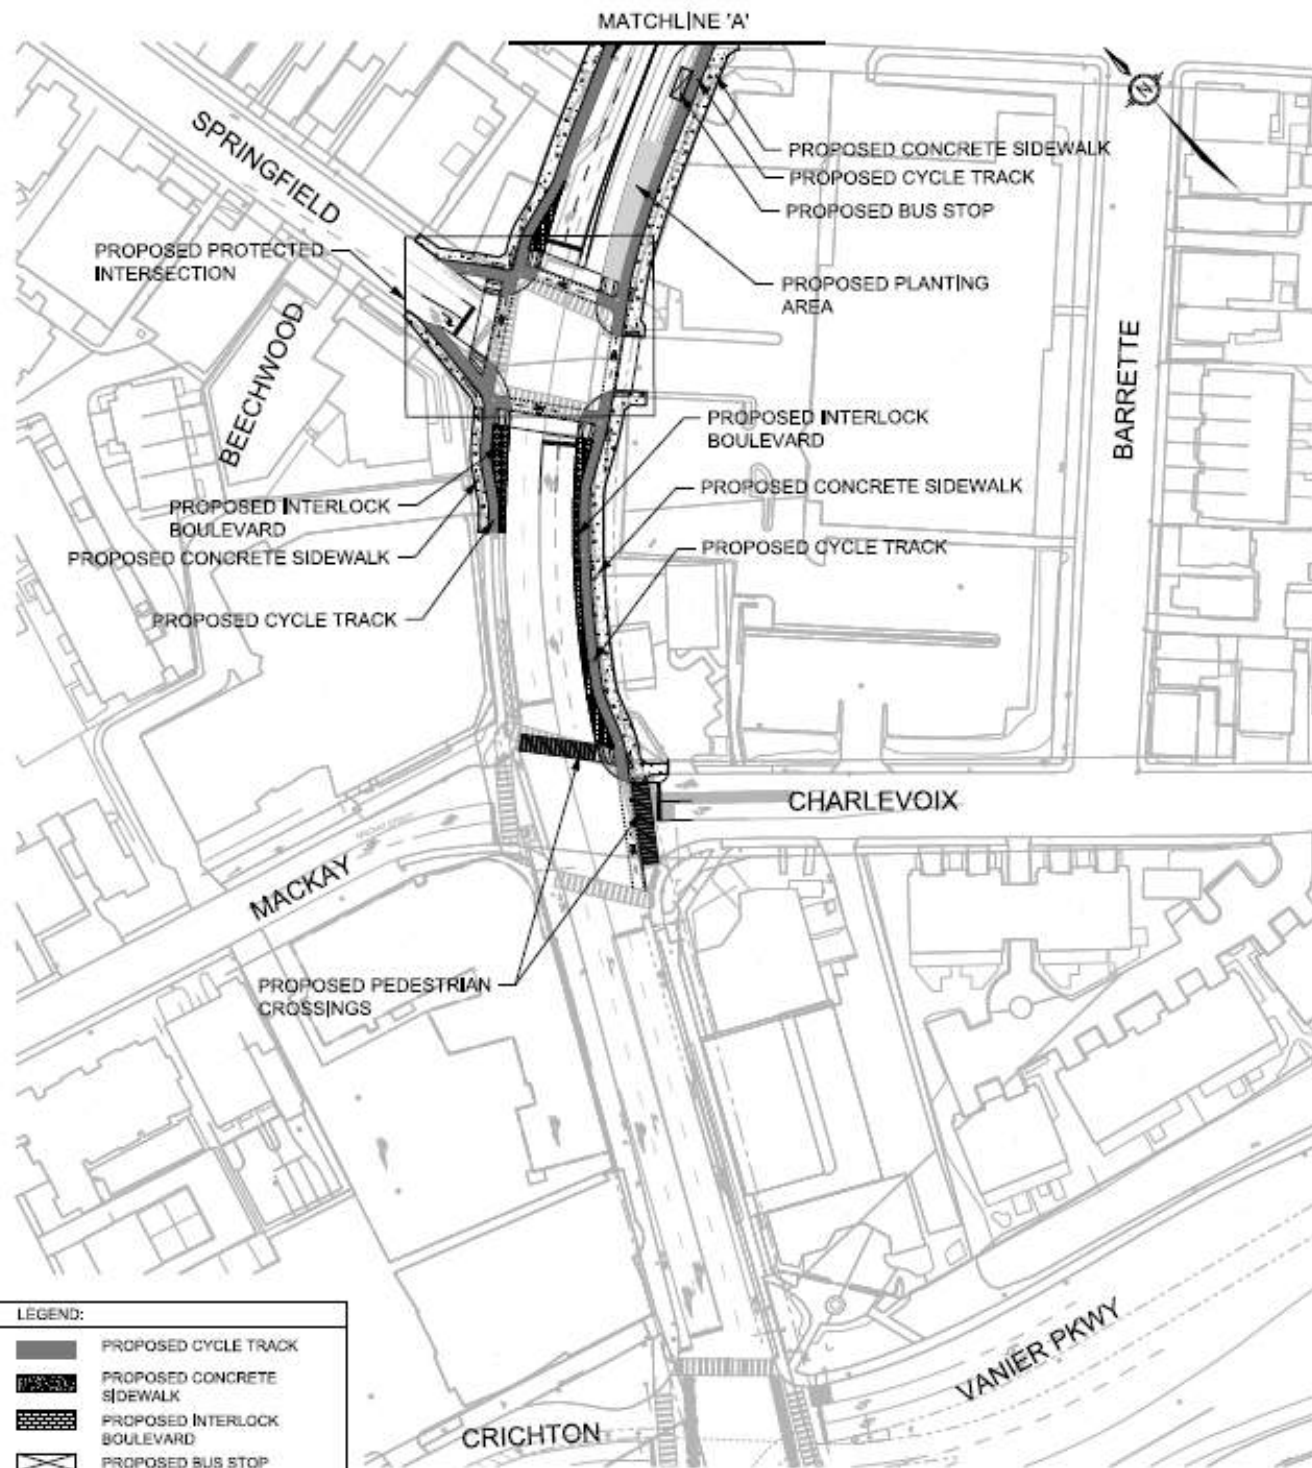 MATCHLINE 'A'
N
SPRINGFIELD
PROPOSED CONCRETE SIDEWALK
PROPOSED CYCLE TRACK
PROPOSED BUS STOP
PROPOSED PROTECTED
INTERSECTION
PROPOSED PLANTING
AREA
BEECHWOOD
BARRETTE
PROPOSED INTERLOCK
BOULEVARD
PROPOSED CONCRETE SIDEWALK
PROPOSED INTERLOCK
BOULEVARD
PROPOSED CONCRETE SIDEWALK
PROPOSED CYCLE TRACK
PROPOSED CYCLE TRACK
CHARLEVOIX
MACKAY
PROPOSED PEDESTRIAN
CROSSINGS
LEGEND:
PROPOSED CYCLE TRACK
PROPOSED CONCRETE
SIDEWALK
PROPOSED INTERLOCK
BOULEVARD
PROPOSED BUS STOP
VANIER PKWY
CRICHTON